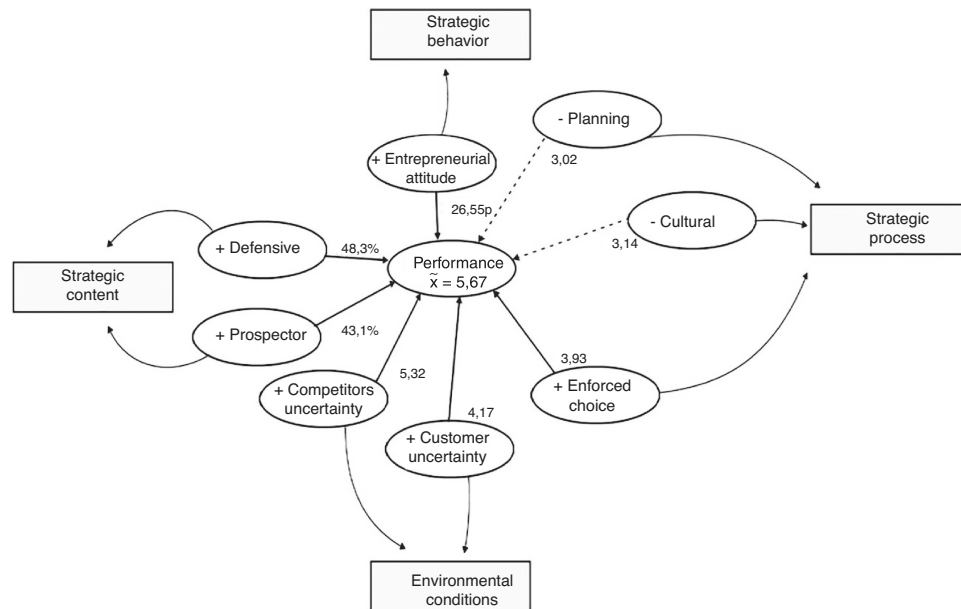 Strategic
behavior
- Planning
3,02
+ Entrepreneurial
attitude
26,55p
- Cultural
3,14
Strategic
process
+ Defensive
48,3%
Performance
x̃ = 5,67
Strategic
content
+ Prospector
43,1%
5,32
3,93
+ Competitors
uncertainty
+ Enforced
choice
4,17
+ Customer
uncertainty
Environmental
conditions